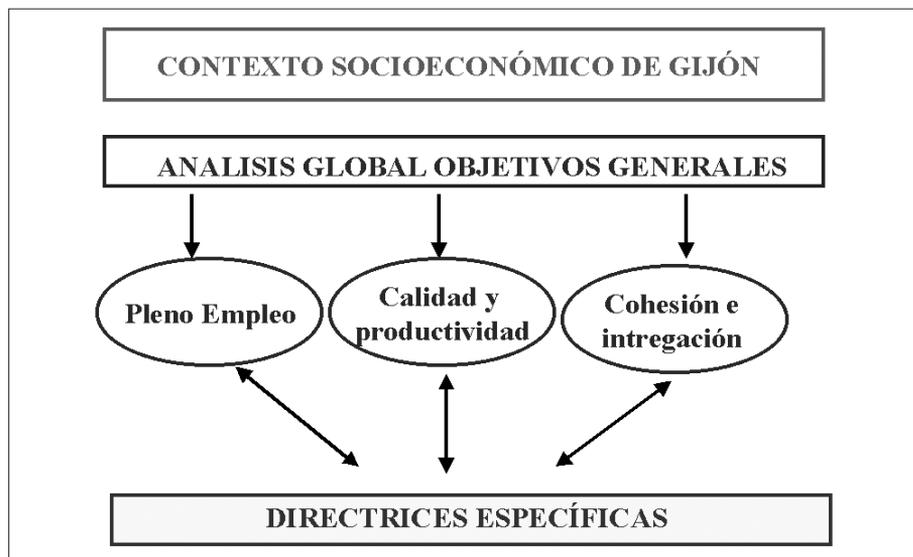 CONTEXTO SOCIOECONÓMICO DE GIJÓN
ANALISIS GLOBAL OBJETIVOS GENERALES
Pleno Empleo
Calidad y
productividad
Cohesión e
intregación
DIRECTRICES ESPECÍFICAS